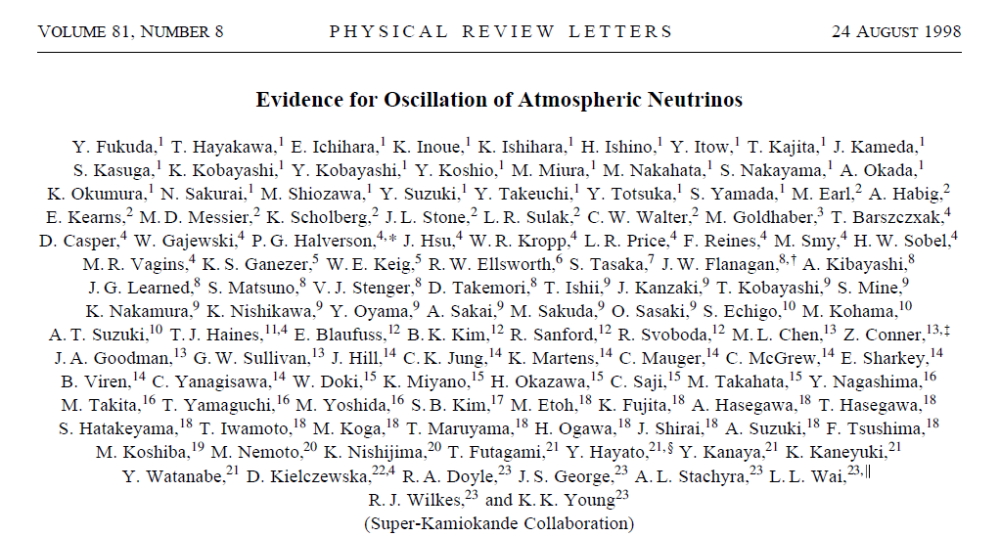 VOLUME 81, NUMBER 8 PHYSICAL REVIEW LETTERS 24 AUGUST 1998
Evidence for Oscillation of Atmospheric Neutrinos
Y. Fukuda,¹ T. Hayakawa,¹ E. Ichihara,¹ K. Inoue,¹ K. Ishihara,¹ H. Ishino,¹ Y. Itow,¹ T. Kajita,¹ J. Kameda,¹
S. Kasuga,¹ K. Kobayashi,¹ Y. Kobayashi,¹ Y. Koshio,¹ M. Miura,¹ M. Nakahata,¹ S. Nakayama,¹ A. Okada,¹
K. Okumura,¹ N. Sakurai,¹ M. Shiozawa,¹ Y. Suzuki,¹ Y. Takeuchi,¹ Y. Totsuka,¹ S. Yamada,¹ M. Earl,² A. Habig,²
E. Kearns,² M. D. Messier,² K. Scholberg,² J. L. Stone,² L. R. Sulak,² C. W. Walter,² M. Goldhaber,³ T. Barszczxak,⁴
D. Casper,⁴ W. Gajewski,⁴ P. G. Halverson,⁴,* J. Hsu,⁴ W. R. Kropp,⁴ L. R. Price,⁴ F. Reines,⁴ M. Smy,⁴ H. W. Sobel,⁴
M. R. Vagins,⁴ K. S. Ganezer,⁵ W. E. Keig,⁵ R. W. Ellsworth,⁶ S. Tasaka,⁷ J. W. Flanagan,⁸,† A. Kibayashi,⁸
J. G. Learned,⁸ S. Matsuno,⁸ V. J. Stenger,⁸ D. Takemori,⁸ T. Ishii,⁹ J. Kanzaki,⁹ T. Kobayashi,⁹ S. Mine,⁹
K. Nakamura,⁹ K. Nishikawa,⁹ Y. Oyama,⁹ A. Sakai,⁹ M. Sakuda,⁹ O. Sasaki,⁹ S. Echigo,¹⁰ M. Kohama,¹⁰
A. T. Suzuki,¹⁰ T. J. Haines,¹¹,⁴ E. Blaufuss,¹² B. K. Kim,¹² R. Sanford,¹² R. Svoboda,¹² M. L. Chen,¹³ Z. Conner,¹³,‡
J. A. Goodman,¹³ G. W. Sullivan,¹³ J. Hill,¹⁴ C. K. Jung,¹⁴ K. Martens,¹⁴ C. Mauger,¹⁴ C. McGrew,¹⁴ E. Sharkey,¹⁴
B. Viren,¹⁴ C. Yanagisawa,¹⁴ W. Doki,¹⁵ K. Miyano,¹⁵ H. Okazawa,¹⁵ C. Saji,¹⁵ M. Takahata,¹⁵ Y. Nagashima,¹⁶
M. Takita,¹⁶ T. Yamaguchi,¹⁶ M. Yoshida,¹⁶ S. B. Kim,¹⁷ M. Etoh,¹⁸ K. Fujita,¹⁸ A. Hasegawa,¹⁸ T. Hasegawa,¹⁸
S. Hatakeyama,¹⁸ T. Iwamoto,¹⁸ M. Koga,¹⁸ T. Maruyama,¹⁸ H. Ogawa,¹⁸ J. Shirai,¹⁸ A. Suzuki,¹⁸ F. Tsushima,¹⁸
M. Koshiba,¹⁹ M. Nemoto,²⁰ K. Nishijima,²⁰ T. Futagami,²¹ Y. Hayato,²¹,§ Y. Kanaya,²¹ K. Kaneyuki,²¹
Y. Watanabe,²¹ D. Kielczewska,²²,⁴ R. A. Doyle,²³ J. S. George,²³ A. L. Stachyra,²³ L. L. Wai,²³,∥
R. J. Wilkes,²³ and K. K. Young²³
(Super-Kamiokande Collaboration)